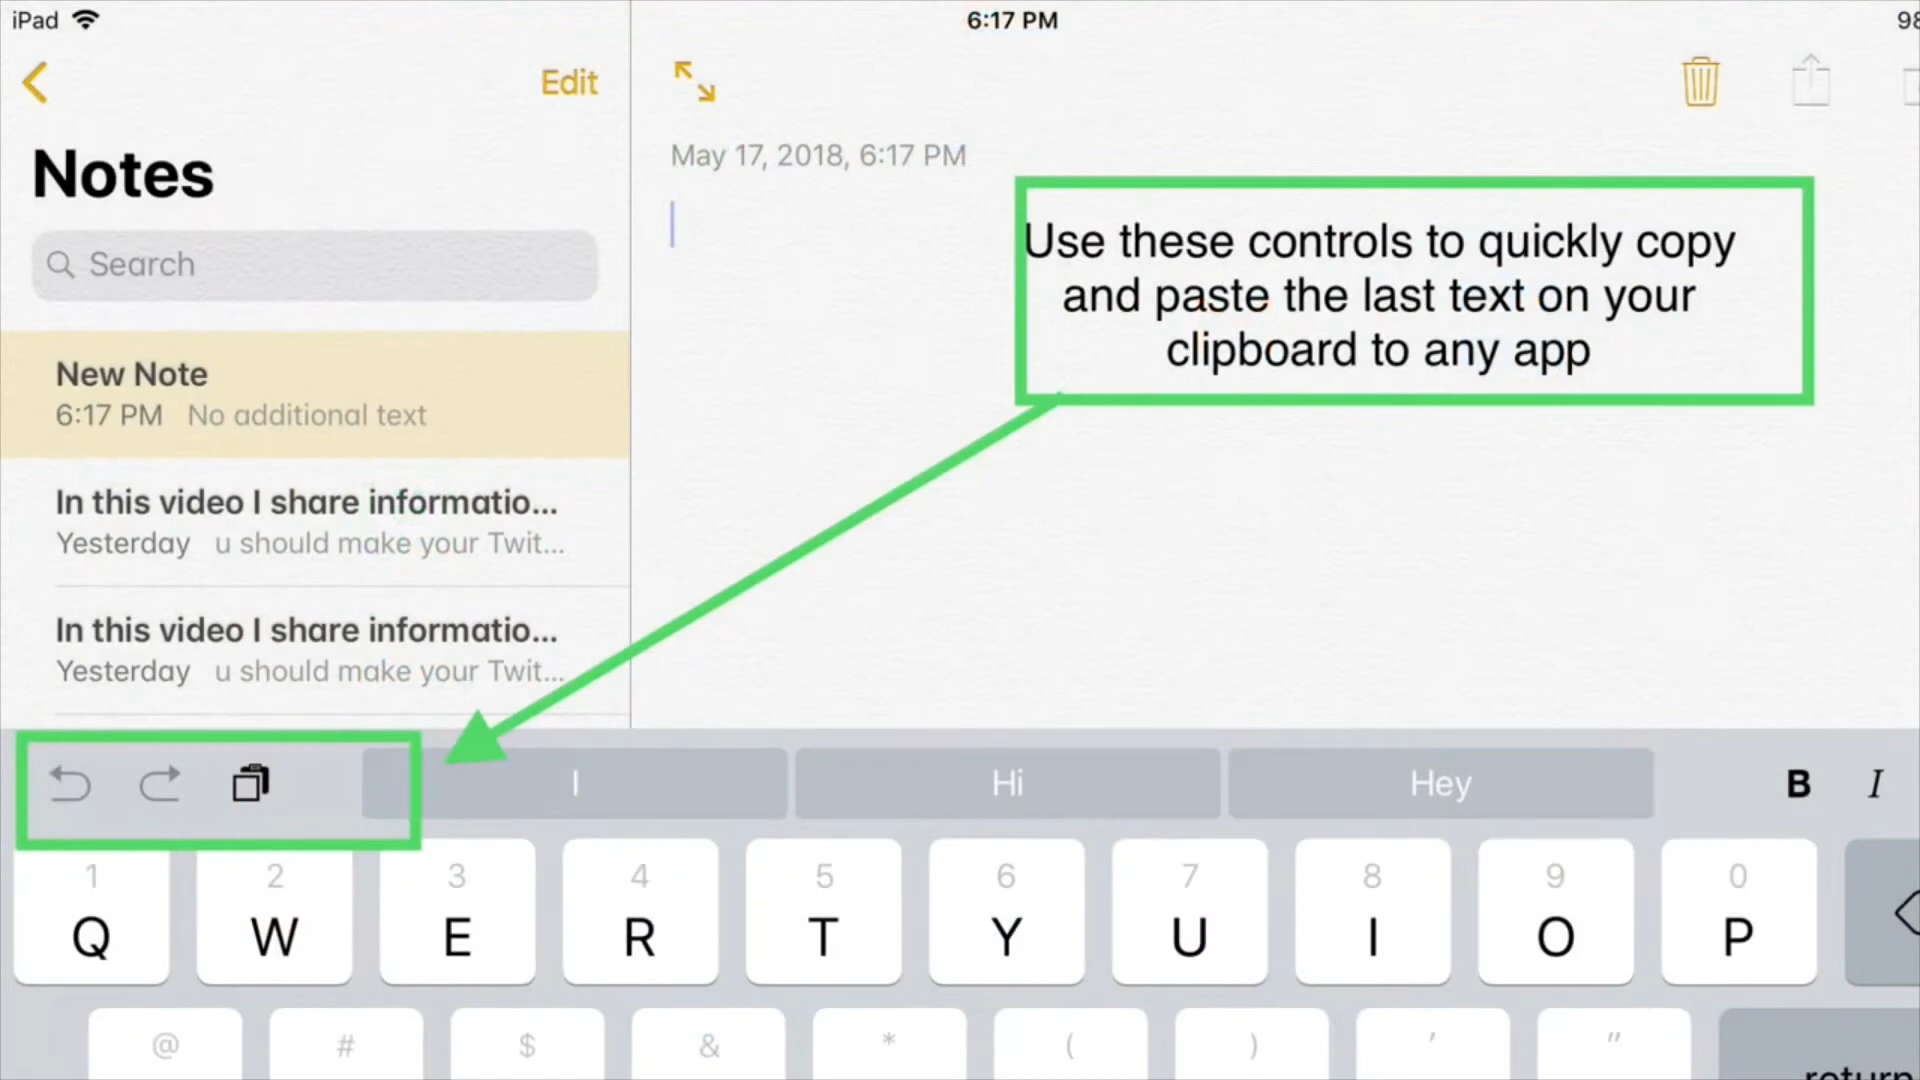 iPad
6:17 PM
98
Edit
Notes
Search
New Note
6:17 PM No additional text
In this video I share informatio...
Yesterday u should make your Twit...
In this video I share informatio...
Yesterday u should make your Twit...
May 17, 2018, 6:17 PM
Use these controls to quickly copy
and paste the last text on your
clipboard to any app
I Hi Hey B I
1 2 3 4 5 6 7 8 9 0
Q W E R T Y U I O P
@ # $ & * ( ) ' "
return